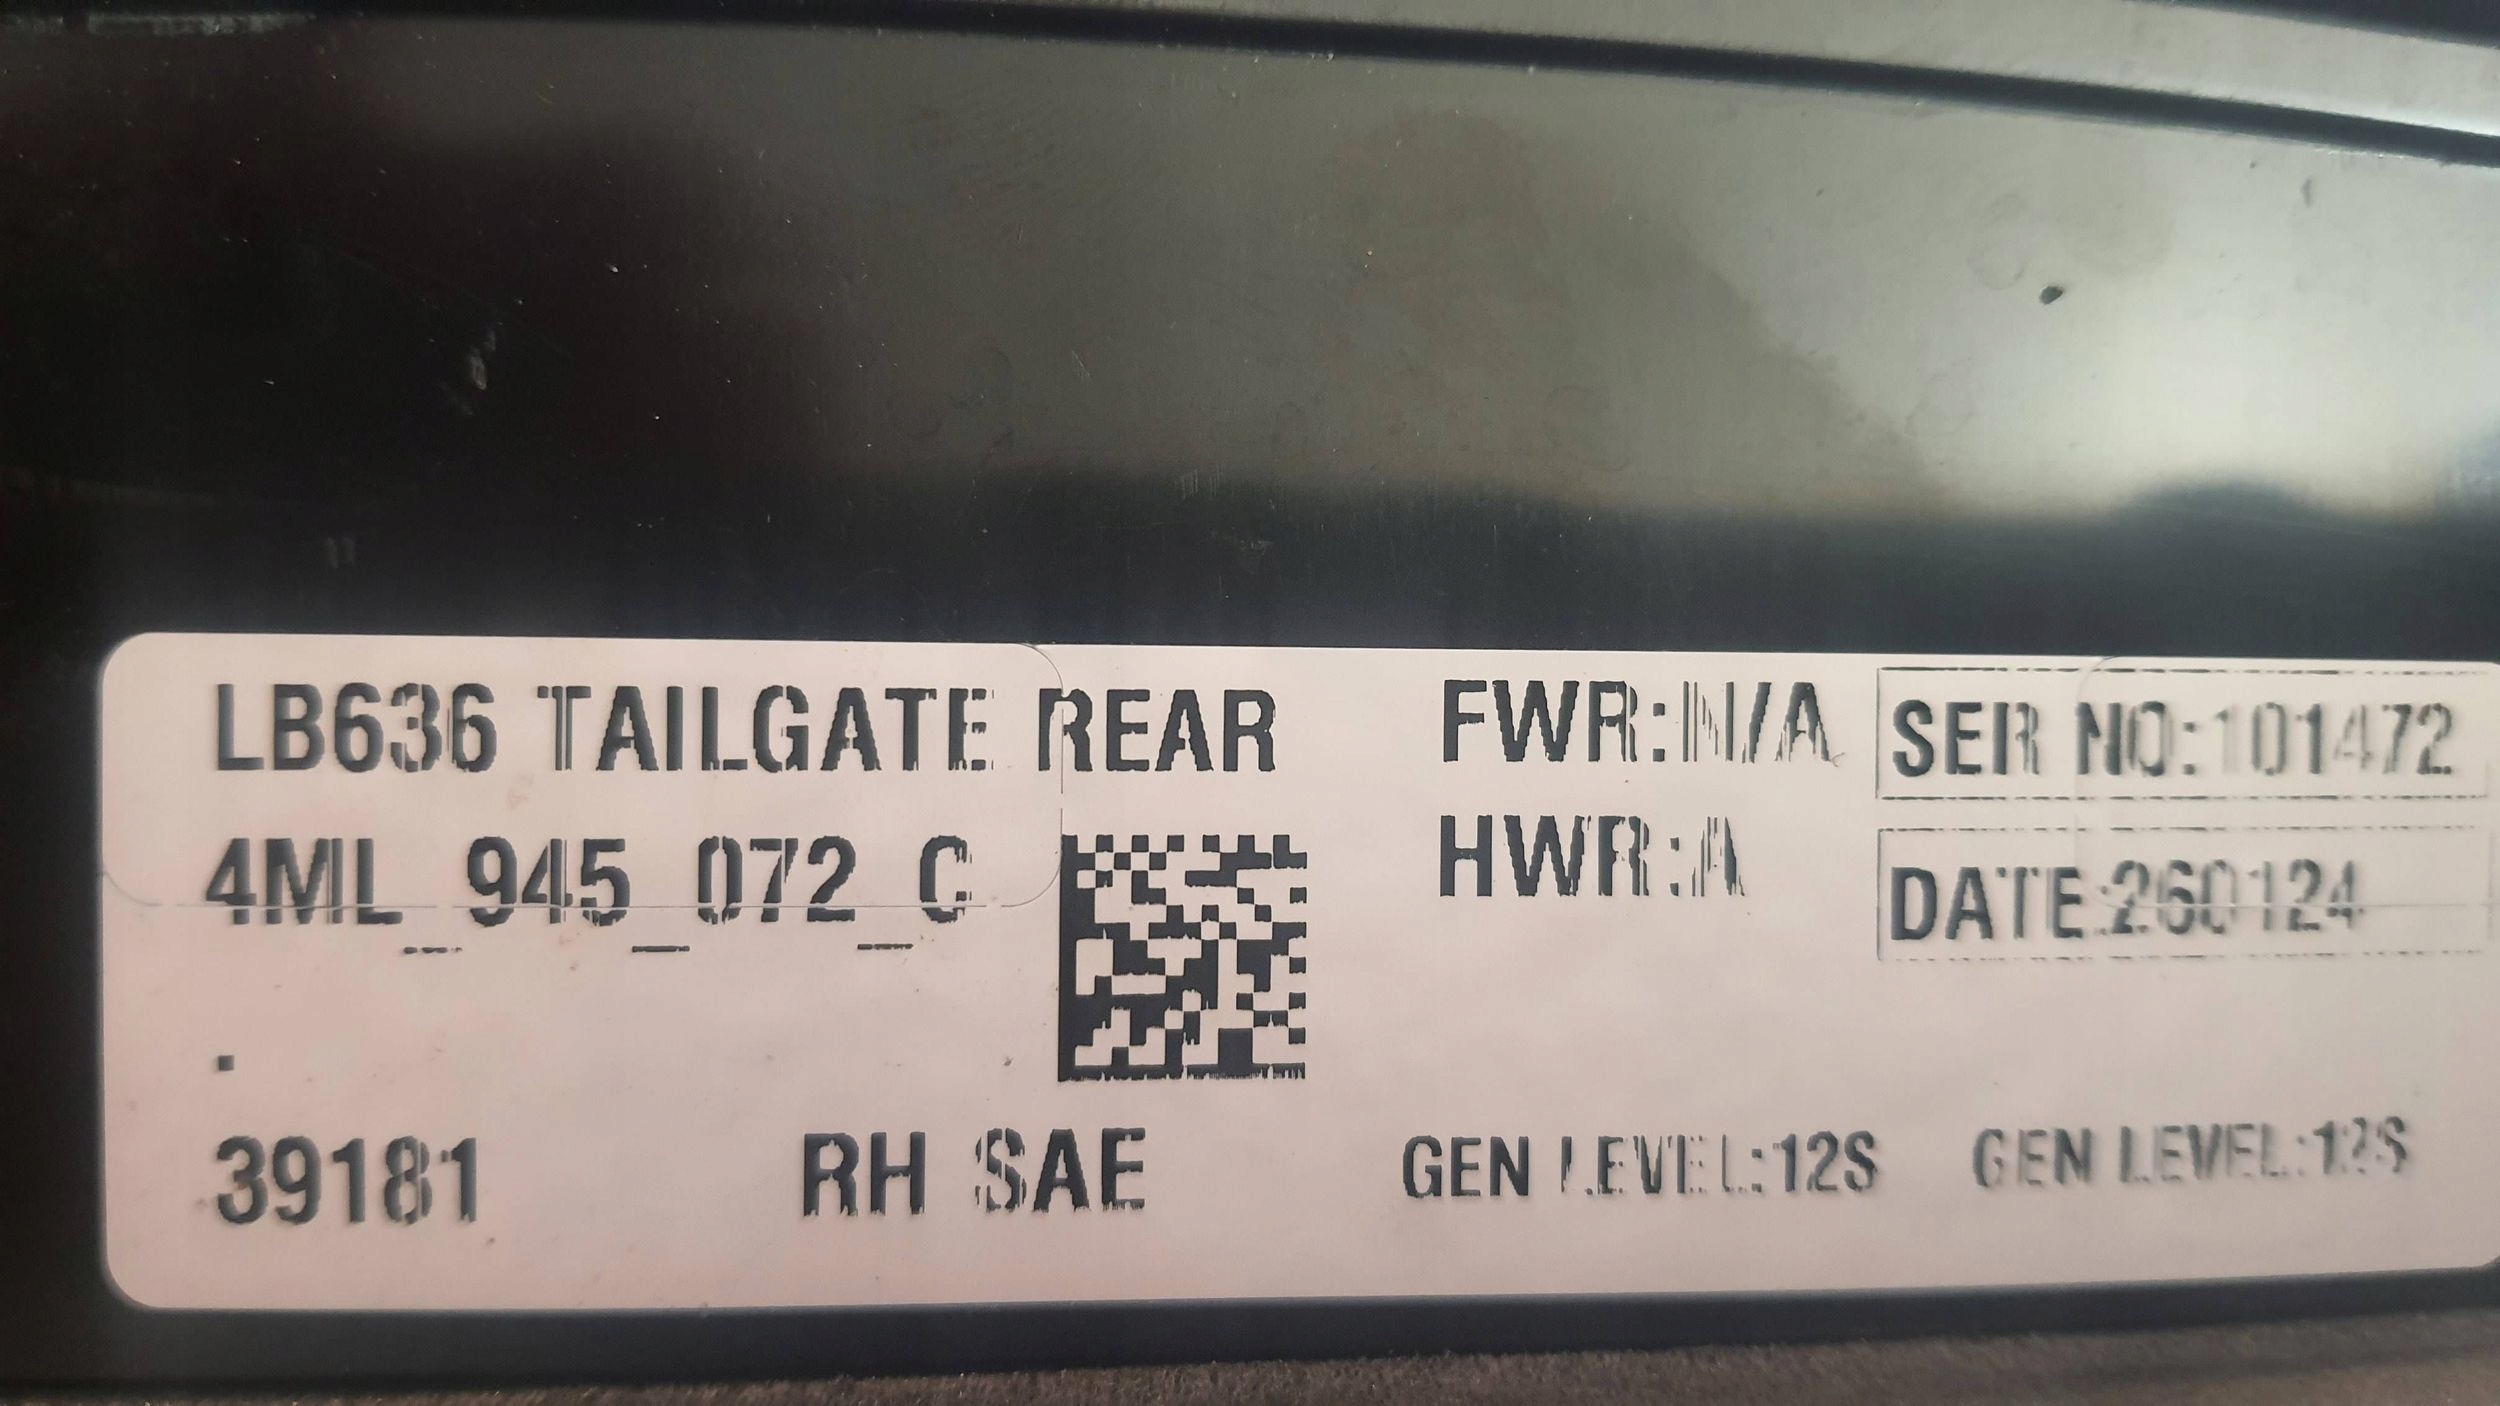 LB636 TAILGATE REAR
4ML_945_072_C
.
39181
RH SAE
FWR:N/A
HWR:A
SER NO:101472
DATE:260124
GEN LEVEL:12S
GEN LEVEL:12S